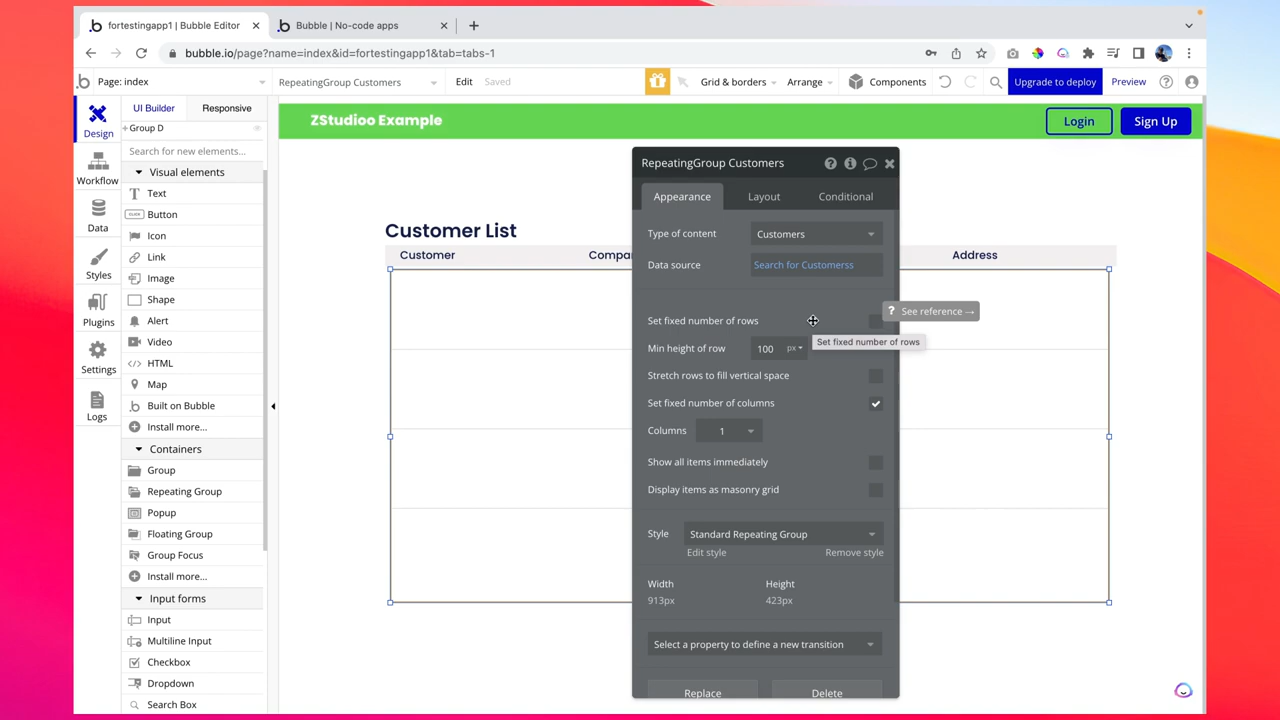 fortestingapp1 | Bubble Editor
Bubble | No-code apps
bubble.io/page?name=index&id=fortestingapp1&tab=tabs-1
Page: index
RepeatingGroup Customers
Edit
Saved
Grid & borders
Arrange
Components
Upgrade to deploy
Preview
Design
Workflow
Data
Styles
Plugins
Settings
Logs
UI Builder
Responsive
Group D
Search for new elements...
Visual elements
Text
Button
Icon
Link
Image
Shape
Alert
Video
HTML
Map
Built on Bubble
Install more...
Containers
Group
Repeating Group
Popup
Floating Group
Group Focus
Install more...
Input forms
Input
Multiline Input
Checkbox
Dropdown
Search Box
ZStudioo Example
Login
Sign Up
Customer List
Customer
Compan
Address
RepeatingGroup Customers
Appearance
Layout
Conditional
Type of content
Customers
Data source
Search for Customerss
Set fixed number of rows
? See reference →
Set fixed number of rows
Min height of row
100
px
Stretch rows to fill vertical space
Set fixed number of columns
Columns
1
Show all items immediately
Display items as masonry grid
Style
Standard Repeating Group
Edit style
Remove style
Width
Height
913px
423px
Select a property to define a new transition
Replace
Delete